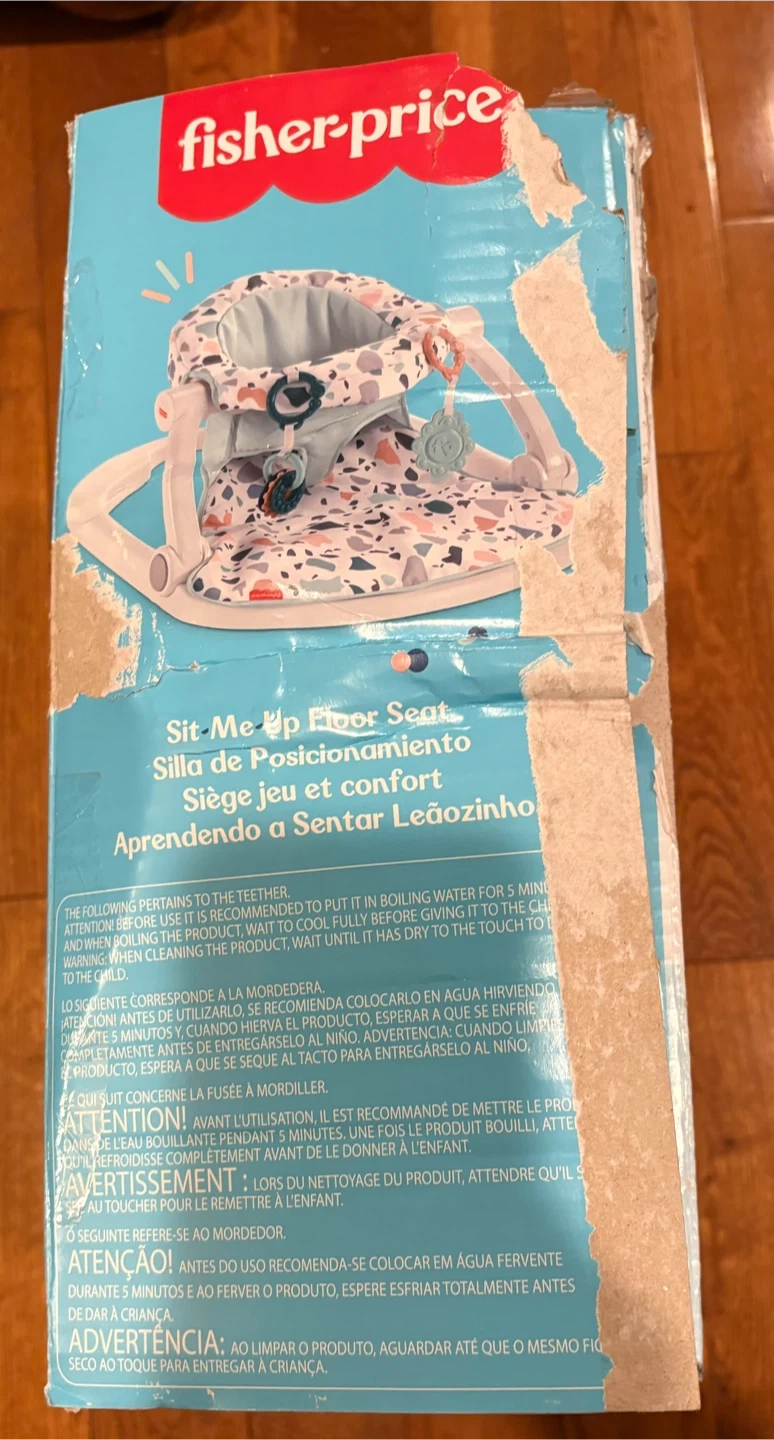 fisher-price
Sit-Me-Up Floor Seat
Silla de Posicionamiento
Siège jeu et confort
Aprendendo a Sentar Leãozinho
THE FOLLOWING PERTAINS TO THE TEETHER.
ATTENTION! BEFORE USE IT IS RECOMMENDED TO PUT IT IN BOILING WATER FOR 5
AND WHEN BOILING THE PRODUCT, WAIT TO COOL FULLY BEFORE GIVING IT TO THE
WARNING: WHEN CLEANING THE PRODUCT, WAIT UNTIL IT HAS DRY TO THE TOUCH TO
TO THE CHILD.
LO SIGUIENTE CORRESPONDE A LA MORDEDERA.
¡ATENCIÓN! ANTES DE UTILIZARLO, SE RECOMIENDA COLOCARLO EN AGUA HIRVIENDO
DURANTE 5 MINUTOS Y, CUANDO HIERVA EL PRODUCTO, ESPERAR A QUE SE ENFRÍE
COMPLETAMENTE ANTES DE ENTREGÁRSELO AL NIÑO. ADVERTENCIA: CUANDO
EL PRODUCTO, ESPERA A QUE SE SEQUE AL TACTO PARA ENTREGÁRSELO AL NIÑO.
CE QUI SUIT CONCERNE LA FUSÉE À MORDILLER.
ATTENTION! AVANT L'UTILISATION, IL EST RECOMMANDÉ DE METTRE LE
DANS DE L'EAU BOUILLANTE PENDANT 5 MINUTES. UNE FOIS LE PRODUIT BOUILLI,
QU'IL REFROIDISSE COMPLÈTEMENT AVANT DE LE DONNER À L'ENFANT.
AVERTISSEMENT : LORS DU NETTOYAGE DU PRODUIT, ATTENDRE QU'IL
SEC AU TOUCHER POUR LE REMETTRE À L'ENFANT.
O SEGUINTE REFERE-SE AO MORDEDOR.
ATENÇÃO! ANTES DO USO RECOMENDA-SE COLOCAR EM ÁGUA FERVENTE
DURANTE 5 MINUTOS E AO FERVER O PRODUTO, ESPERE ESFRIAR TOTALMENTE ANTES
DE DAR À CRIANÇA.
ADVERTÊNCIA: AO LIMPAR O PRODUTO, AGUARDAR ATÉ QUE O MESMO
SECO AO TOQUE PARA ENTREGAR À CRIANÇA.